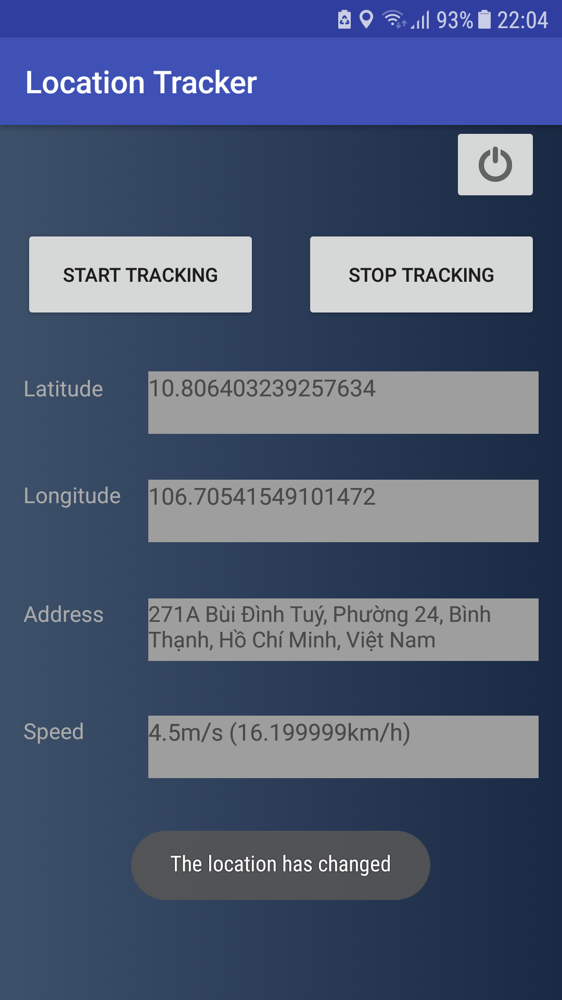 93% 22:04
Location Tracker
START TRACKING STOP TRACKING
Latitude 10.806403239257634
Longitude 106.70541549101472
Address 271A Bùi Đình Tuý, Phường 24, Bình
Thạnh, Hồ Chí Minh, Việt Nam
Speed 4.5m/s (16.199999km/h)
The location has changed